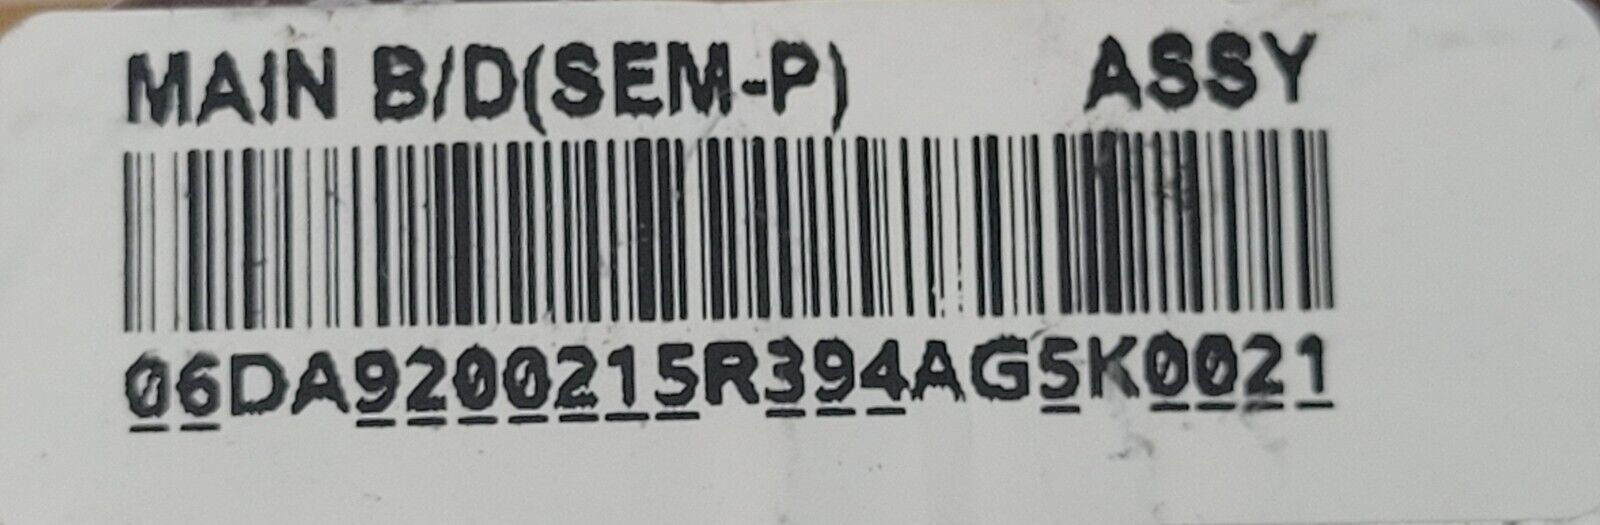 MAIN B/D(SEM-P) ASSY
06DA9200215R394AG5K0021